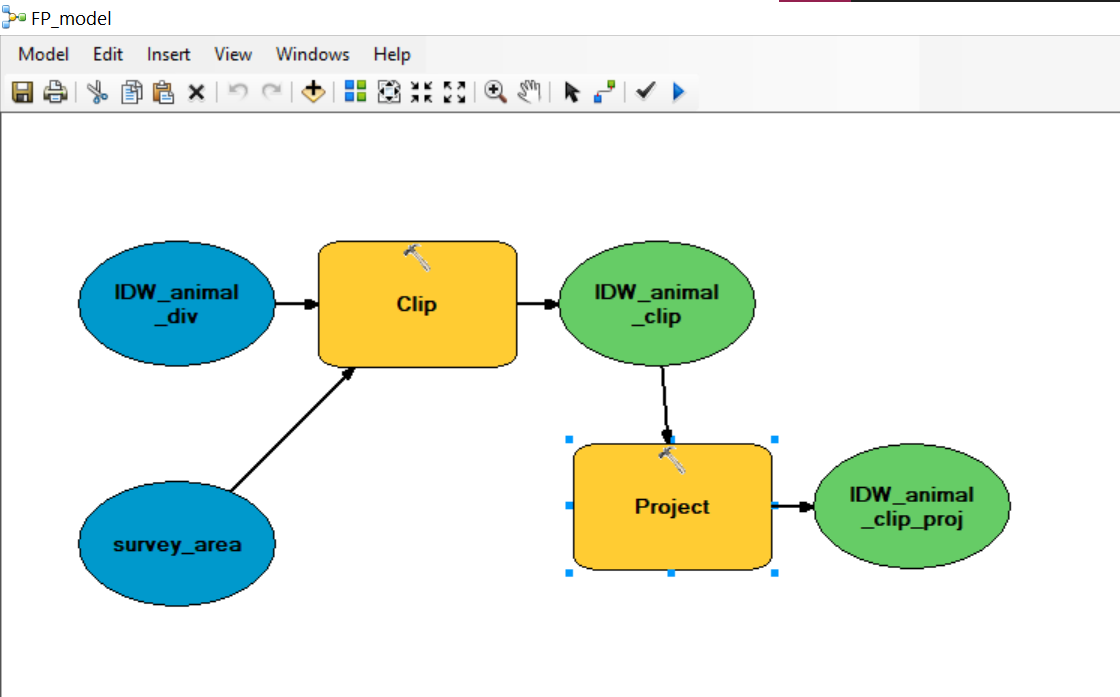 FP_model
Model Edit Insert View Windows Help
IDW_animal
_div
Clip
IDW_animal
_clip
survey_area
Project
IDW_animal
_clip_proj